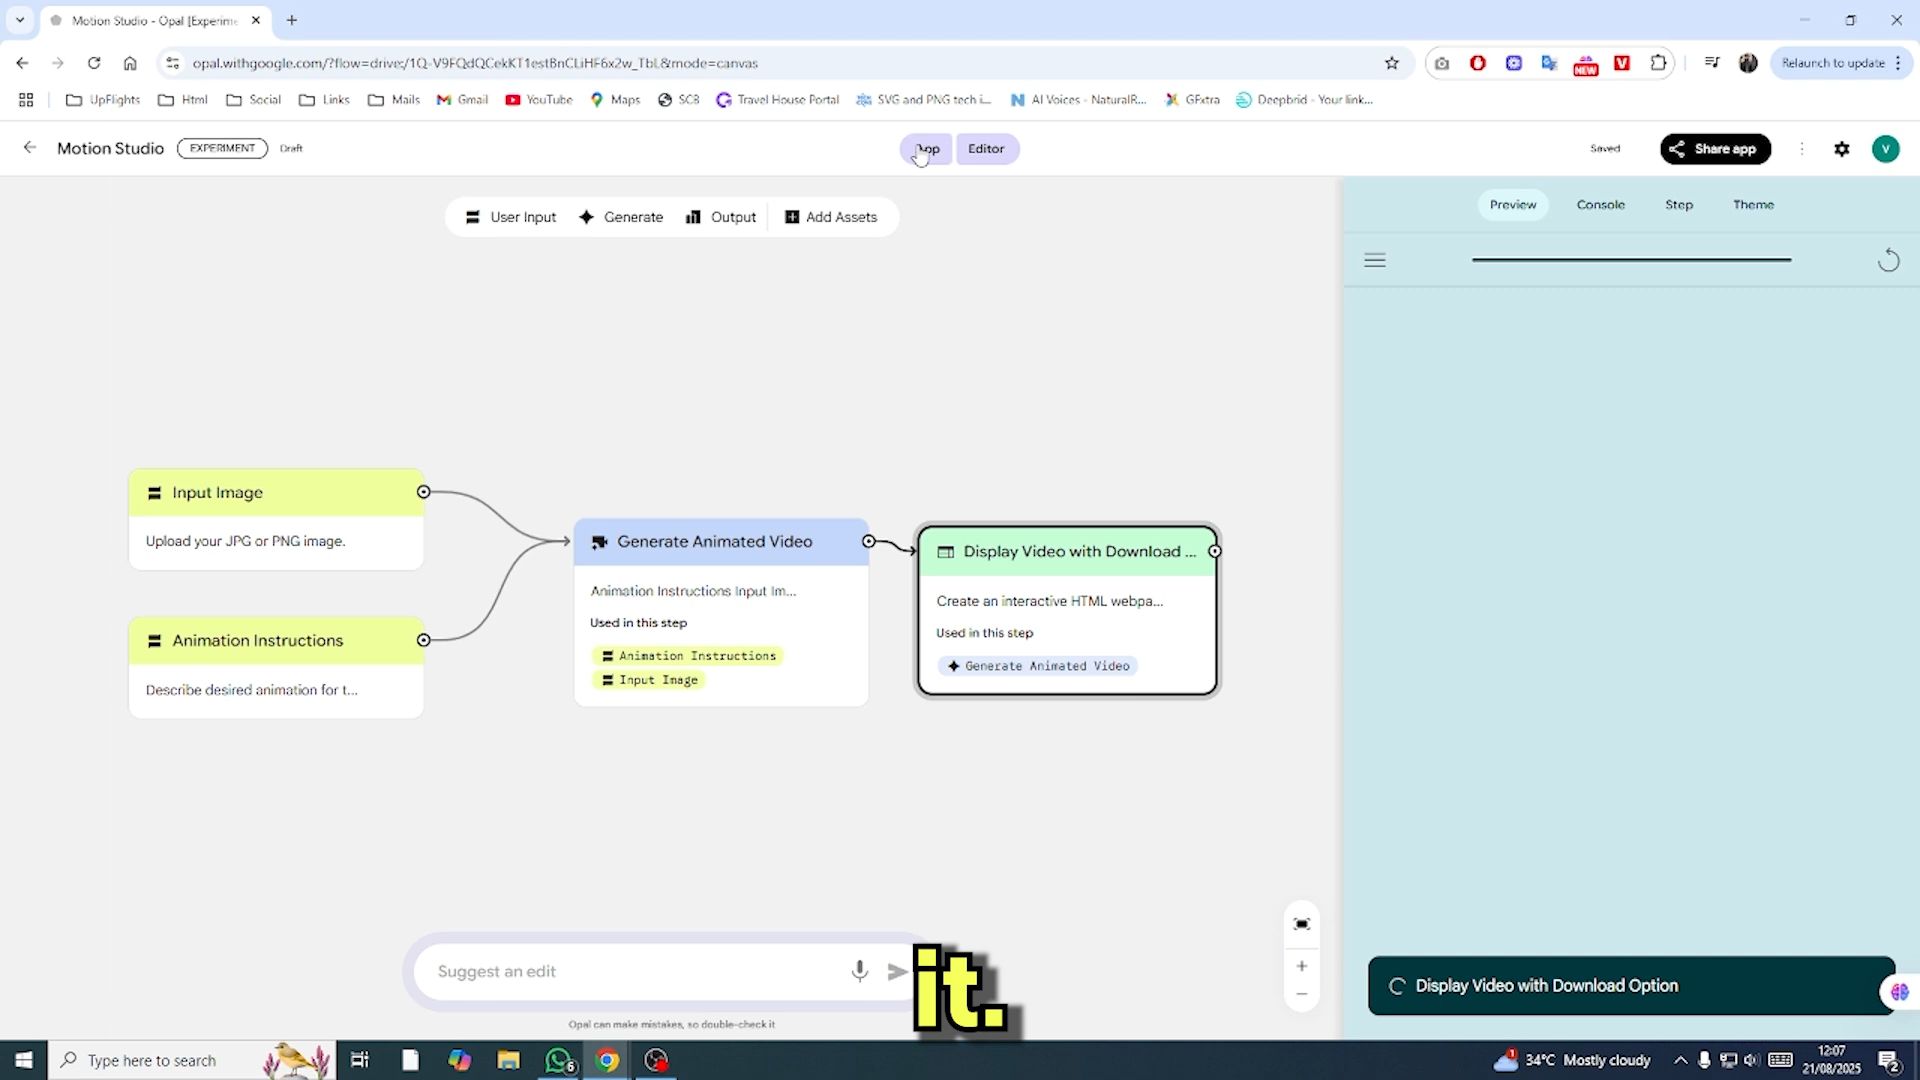 Motion Studio - Opal [Experime
opal.withgoogle.com/?flow=drive:/1Q-V9FQdQCekKT1estBnCLiHF6x2w_TbL&mode=canvas
NEW
V
Relaunch to update
UpFlights
Html
Social
Links
Mails
Gmail
YouTube
Maps
SCB
Travel House Portal
SVG and PNG tech i...
AI Voices - NaturalR...
GFxtra
Deepbrid - Your link...
Motion Studio
EXPERIMENT
Draft
Editor
Saved
Share app
V
User Input
Generate
Output
Add Assets
Preview
Console
Step
Theme
Input Image
Upload your JPG or PNG image.
Animation Instructions
Describe desired animation for t...
Generate Animated Video
Animation Instructions Input Im...
Used in this step
Animation Instructions
Input Image
Display Video with Download ...
Create an interactive HTML webpa...
Used in this step
Generate Animated Video
Suggest an edit
it.
Opal can make mistakes, so double-check it
Display Video with Download Option
Type here to search
6
1
34°C Mostly cloudy
12:07
21/08/2025
2